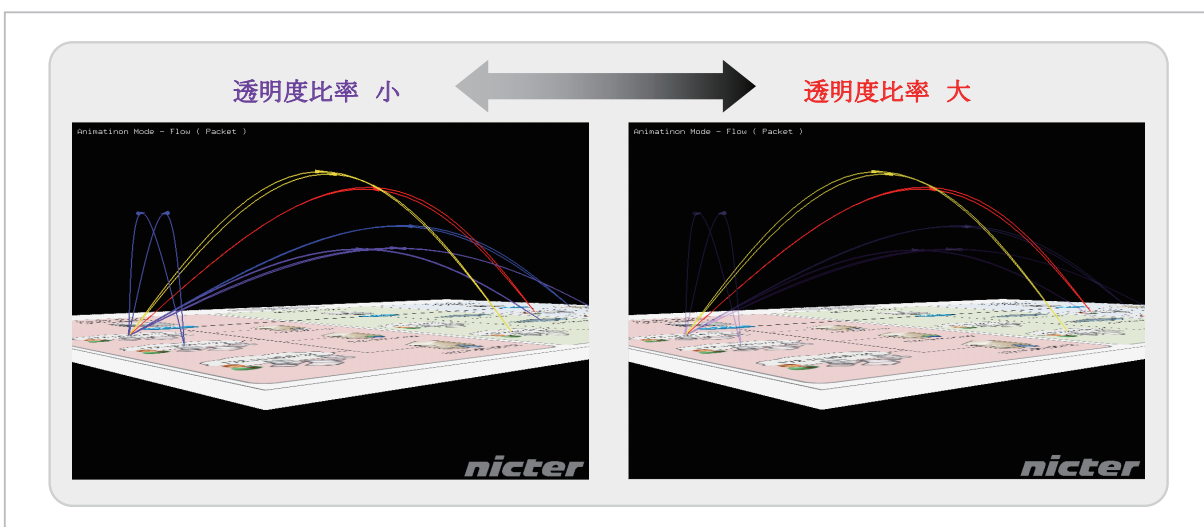 透明度比率 小
透明度比率 大
Animatinon Mode - Flow ( Packet )
Animatinon Mode - Flow ( Packet )
nicter
nicter